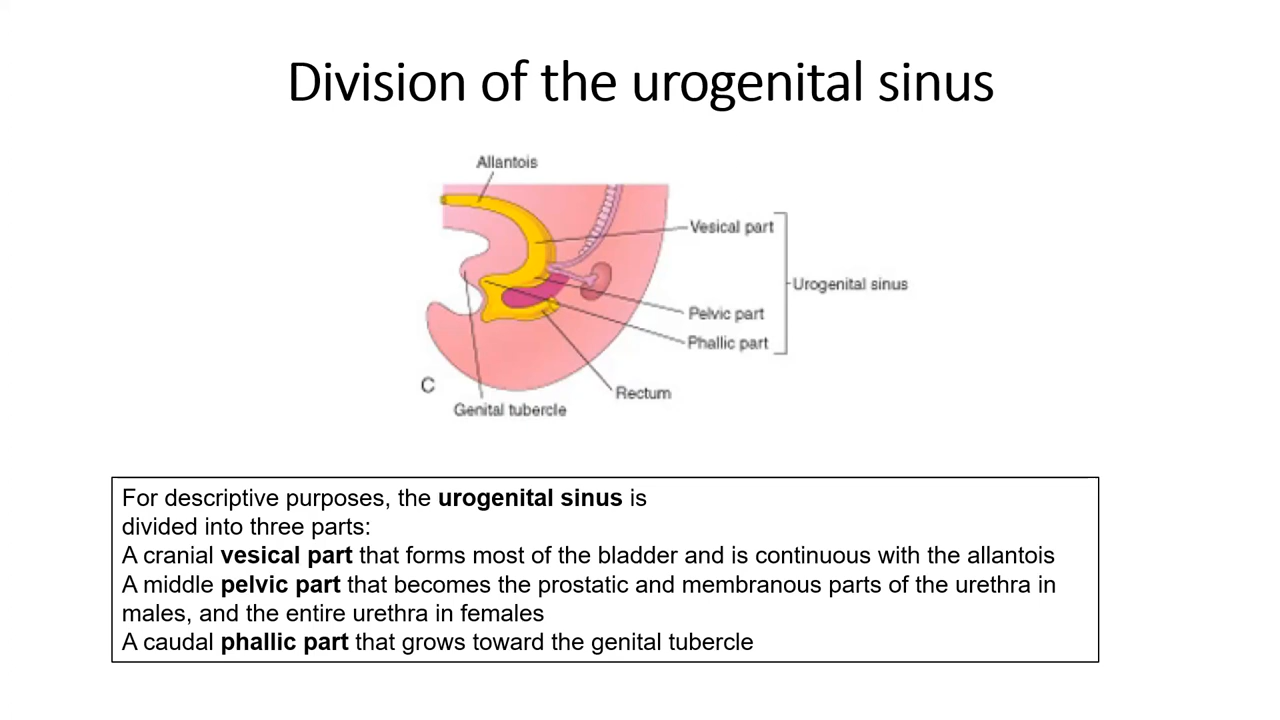 Division of the urogenital sinus
Allantois
Vesical part
Urogenital sinus
Pelvic part
Phallic part
C
Rectum
Genital tubercle
For descriptive purposes, the urogenital sinus is
divided into three parts:
A cranial vesical part that forms most of the bladder and is continuous with the allantois
A middle pelvic part that becomes the prostatic and membranous parts of the urethra in
males, and the entire urethra in females
A caudal phallic part that grows toward the genital tubercle